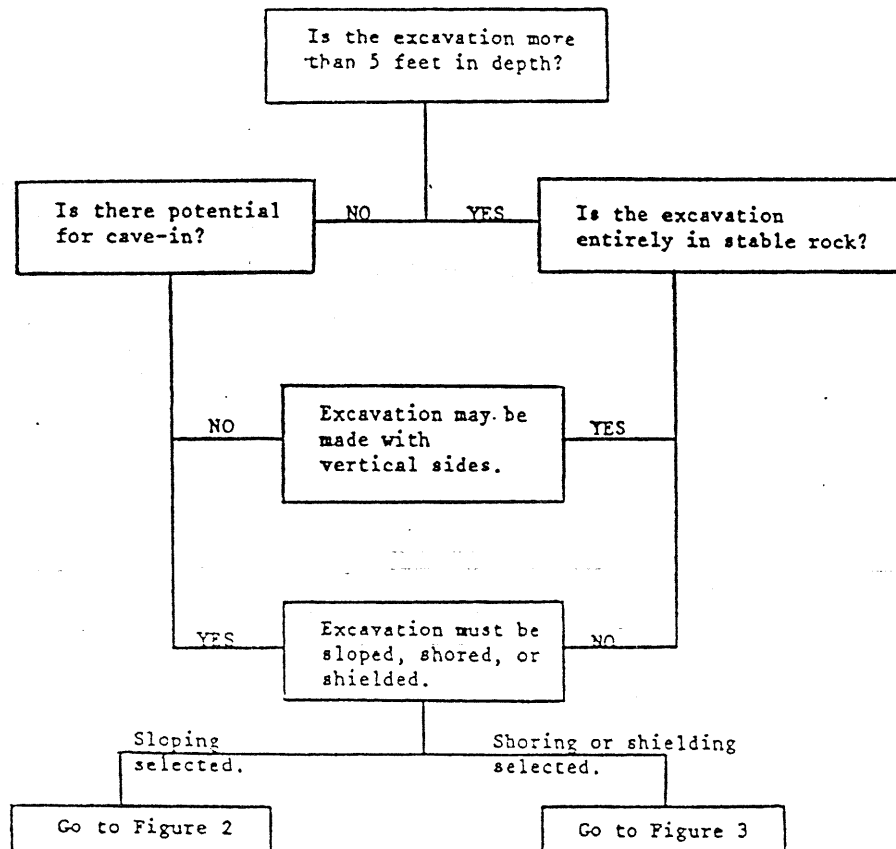 Is the excavation more
than 5 feet in depth?
Is there potential
for cave-in?
NO
YES
Is the excavation
entirely in stable rock?
NO
Excavation may be
made with
vertical sides.
YES
YES
Excavation must be
sloped, shored, or
shielded.
NO
Sloping
selected.
Shoring or shielding
selected.
Go to Figure 2
Go to Figure 3